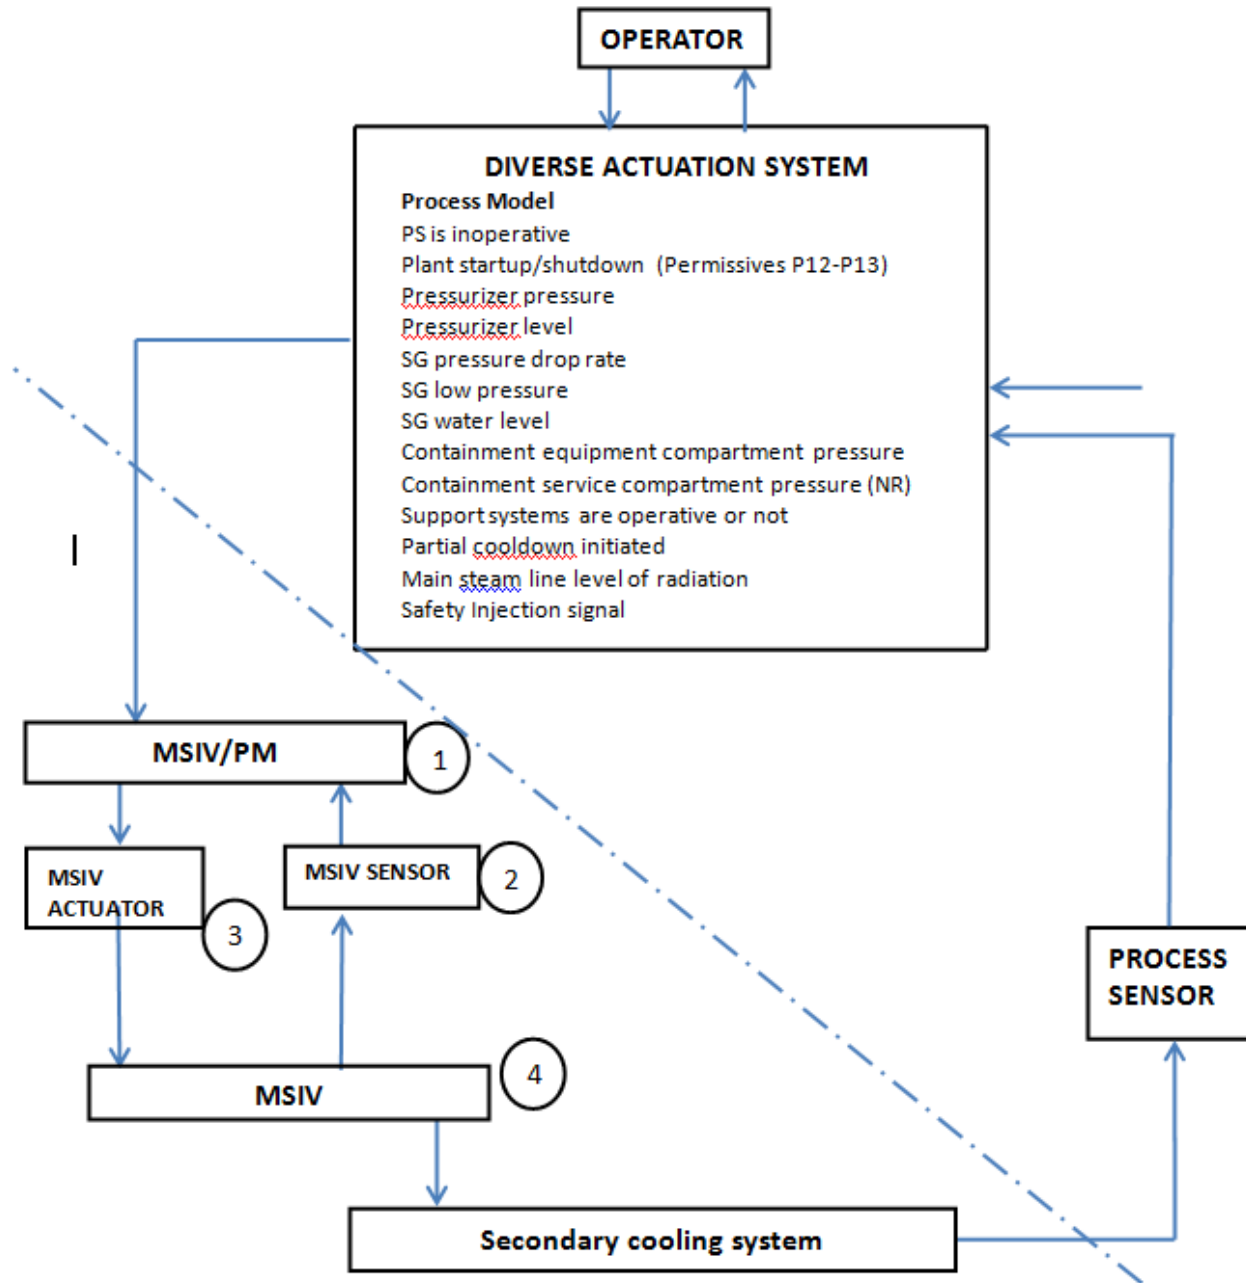 OPERATOR
DIVERSE ACTUATION SYSTEM
Process Model
PS is inoperative
Plant startup/shutdown (Permissives P12-P13)
Pressurizer pressure
Pressurizer level
SG pressure drop rate
SG low pressure
SG water level
Containment equipment compartment pressure
Containment service compartment pressure (NR)
Support systems are operative or not
Partial cooldown initiated
Main steam line level of radiation
Safety Injection signal
MSIV/PM
1
MSIV
ACTUATOR
3
MSIV SENSOR
2
PROCESS
SENSOR
MSIV
4
Secondary cooling system